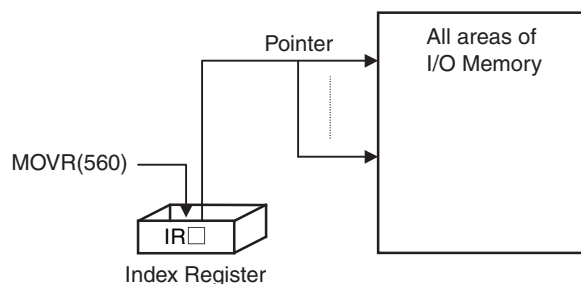 Pointer
All areas of
I/O Memory
MOVR(560)
IR□
Index Register